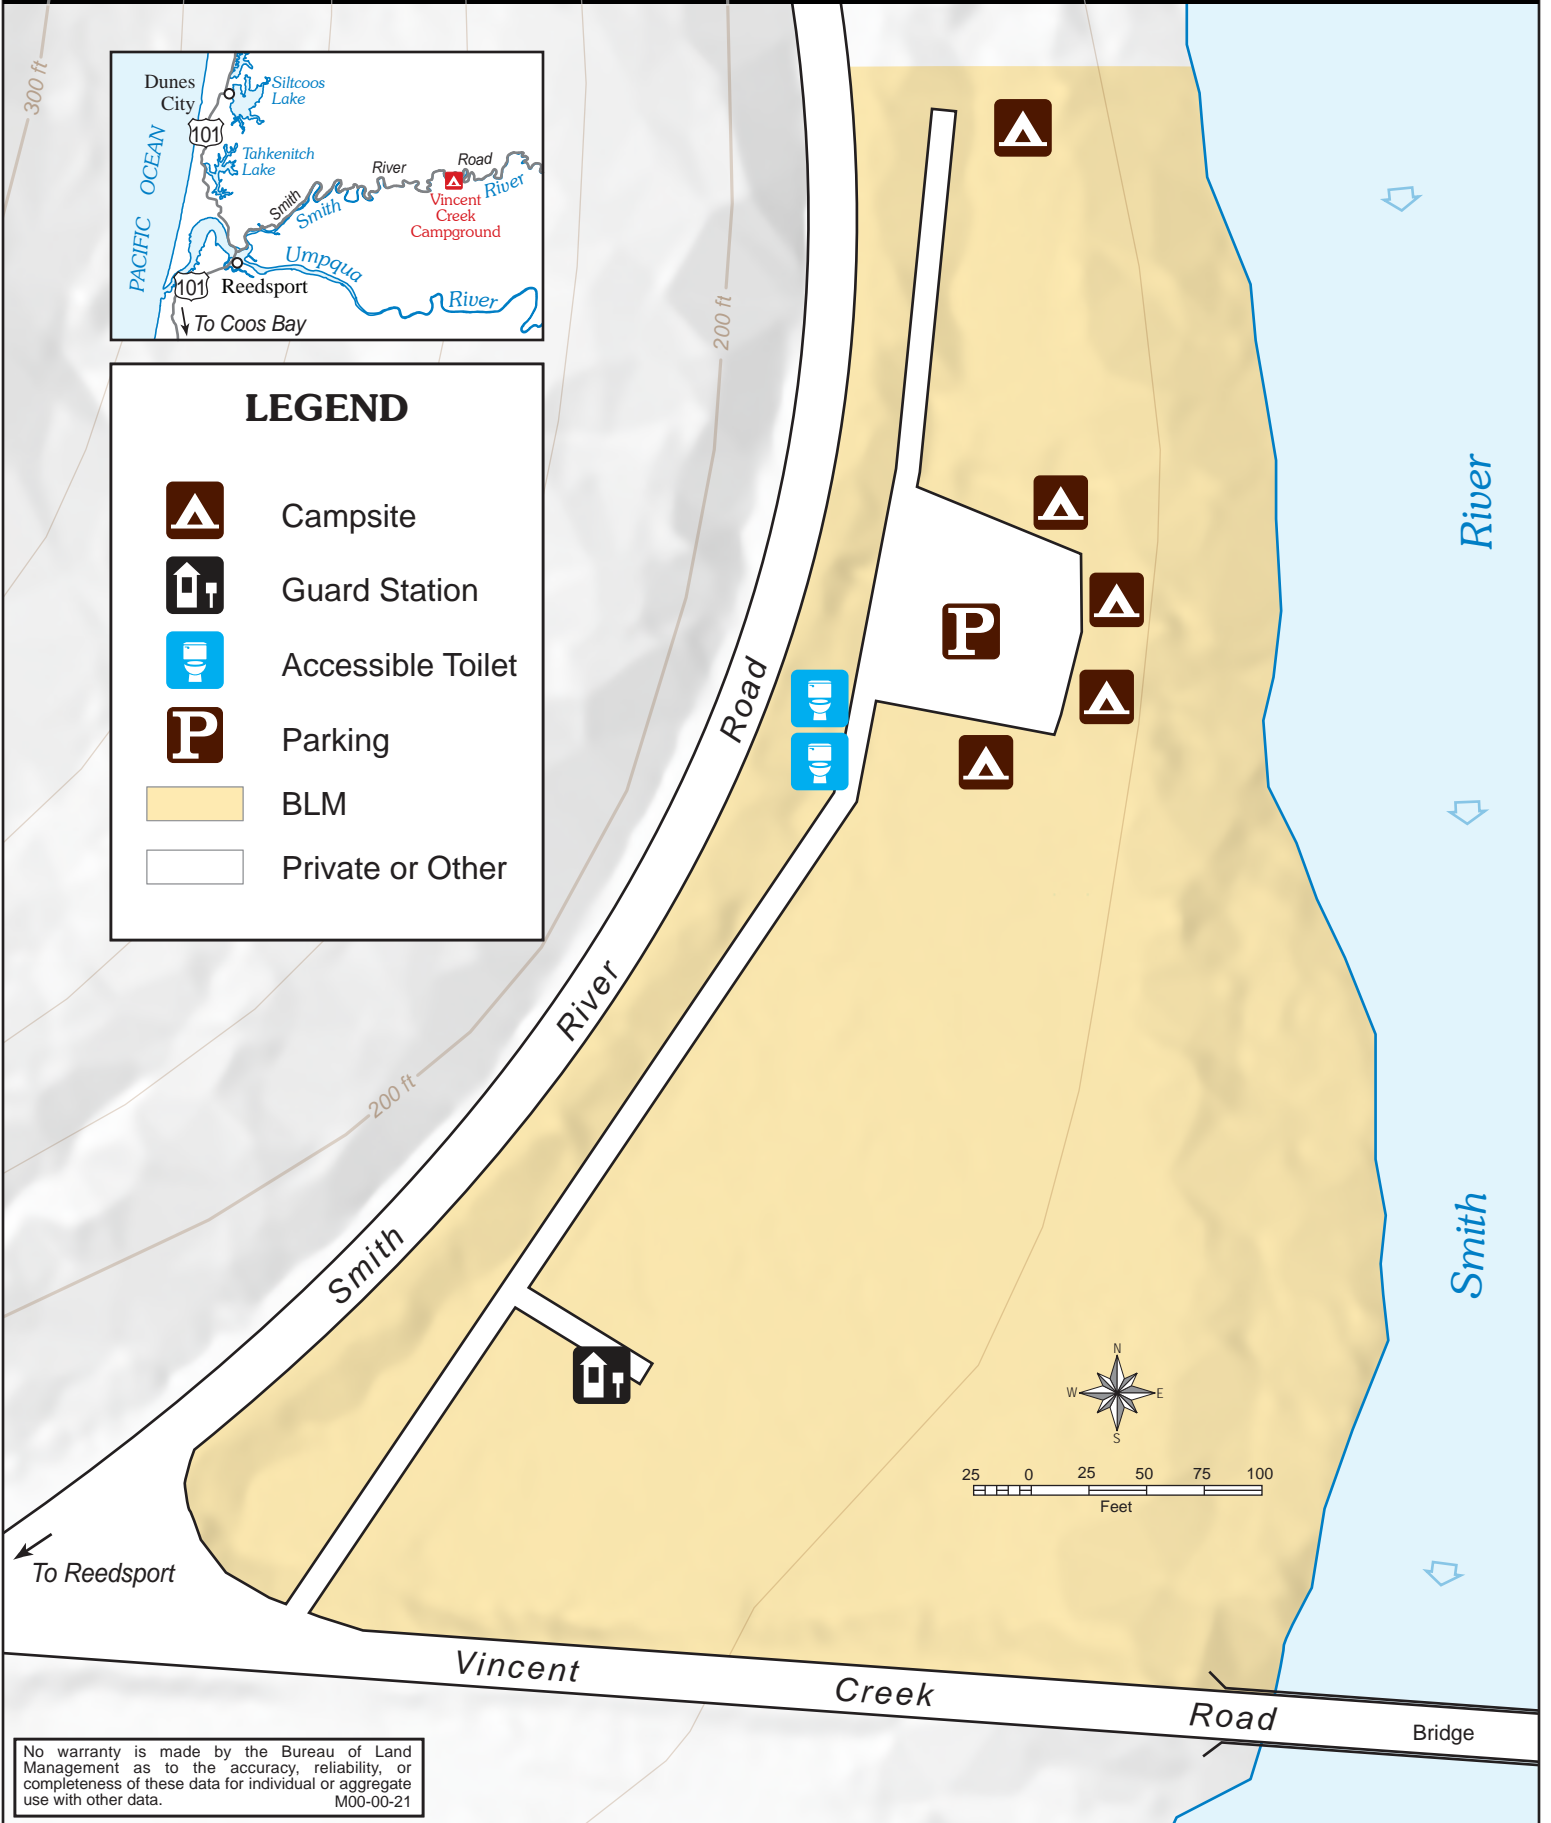 300 ft
Dunes
City
Siltcoos
Lake
101
PACIFIC OCEAN
Tahkenitch
Lake
Smith
River
Road
Smith
River
Vincent
Creek
Campground
Umpqua
River
101
Reedsport
To Coos Bay
200 ft
LEGEND
Campsite
Guard Station
Accessible Toilet
P
Parking
BLM
Private or Other
P
River
Road
River
200 ft
Smith
Smith
N
W
E
S
25 0 25 50 75 100
Feet
To Reedsport
Vincent
Creek
Road
Bridge
No warranty is made by the Bureau of Land
Management as to the accuracy, reliability, or
completeness of these data for individual or aggregate
use with other data. M00-00-21